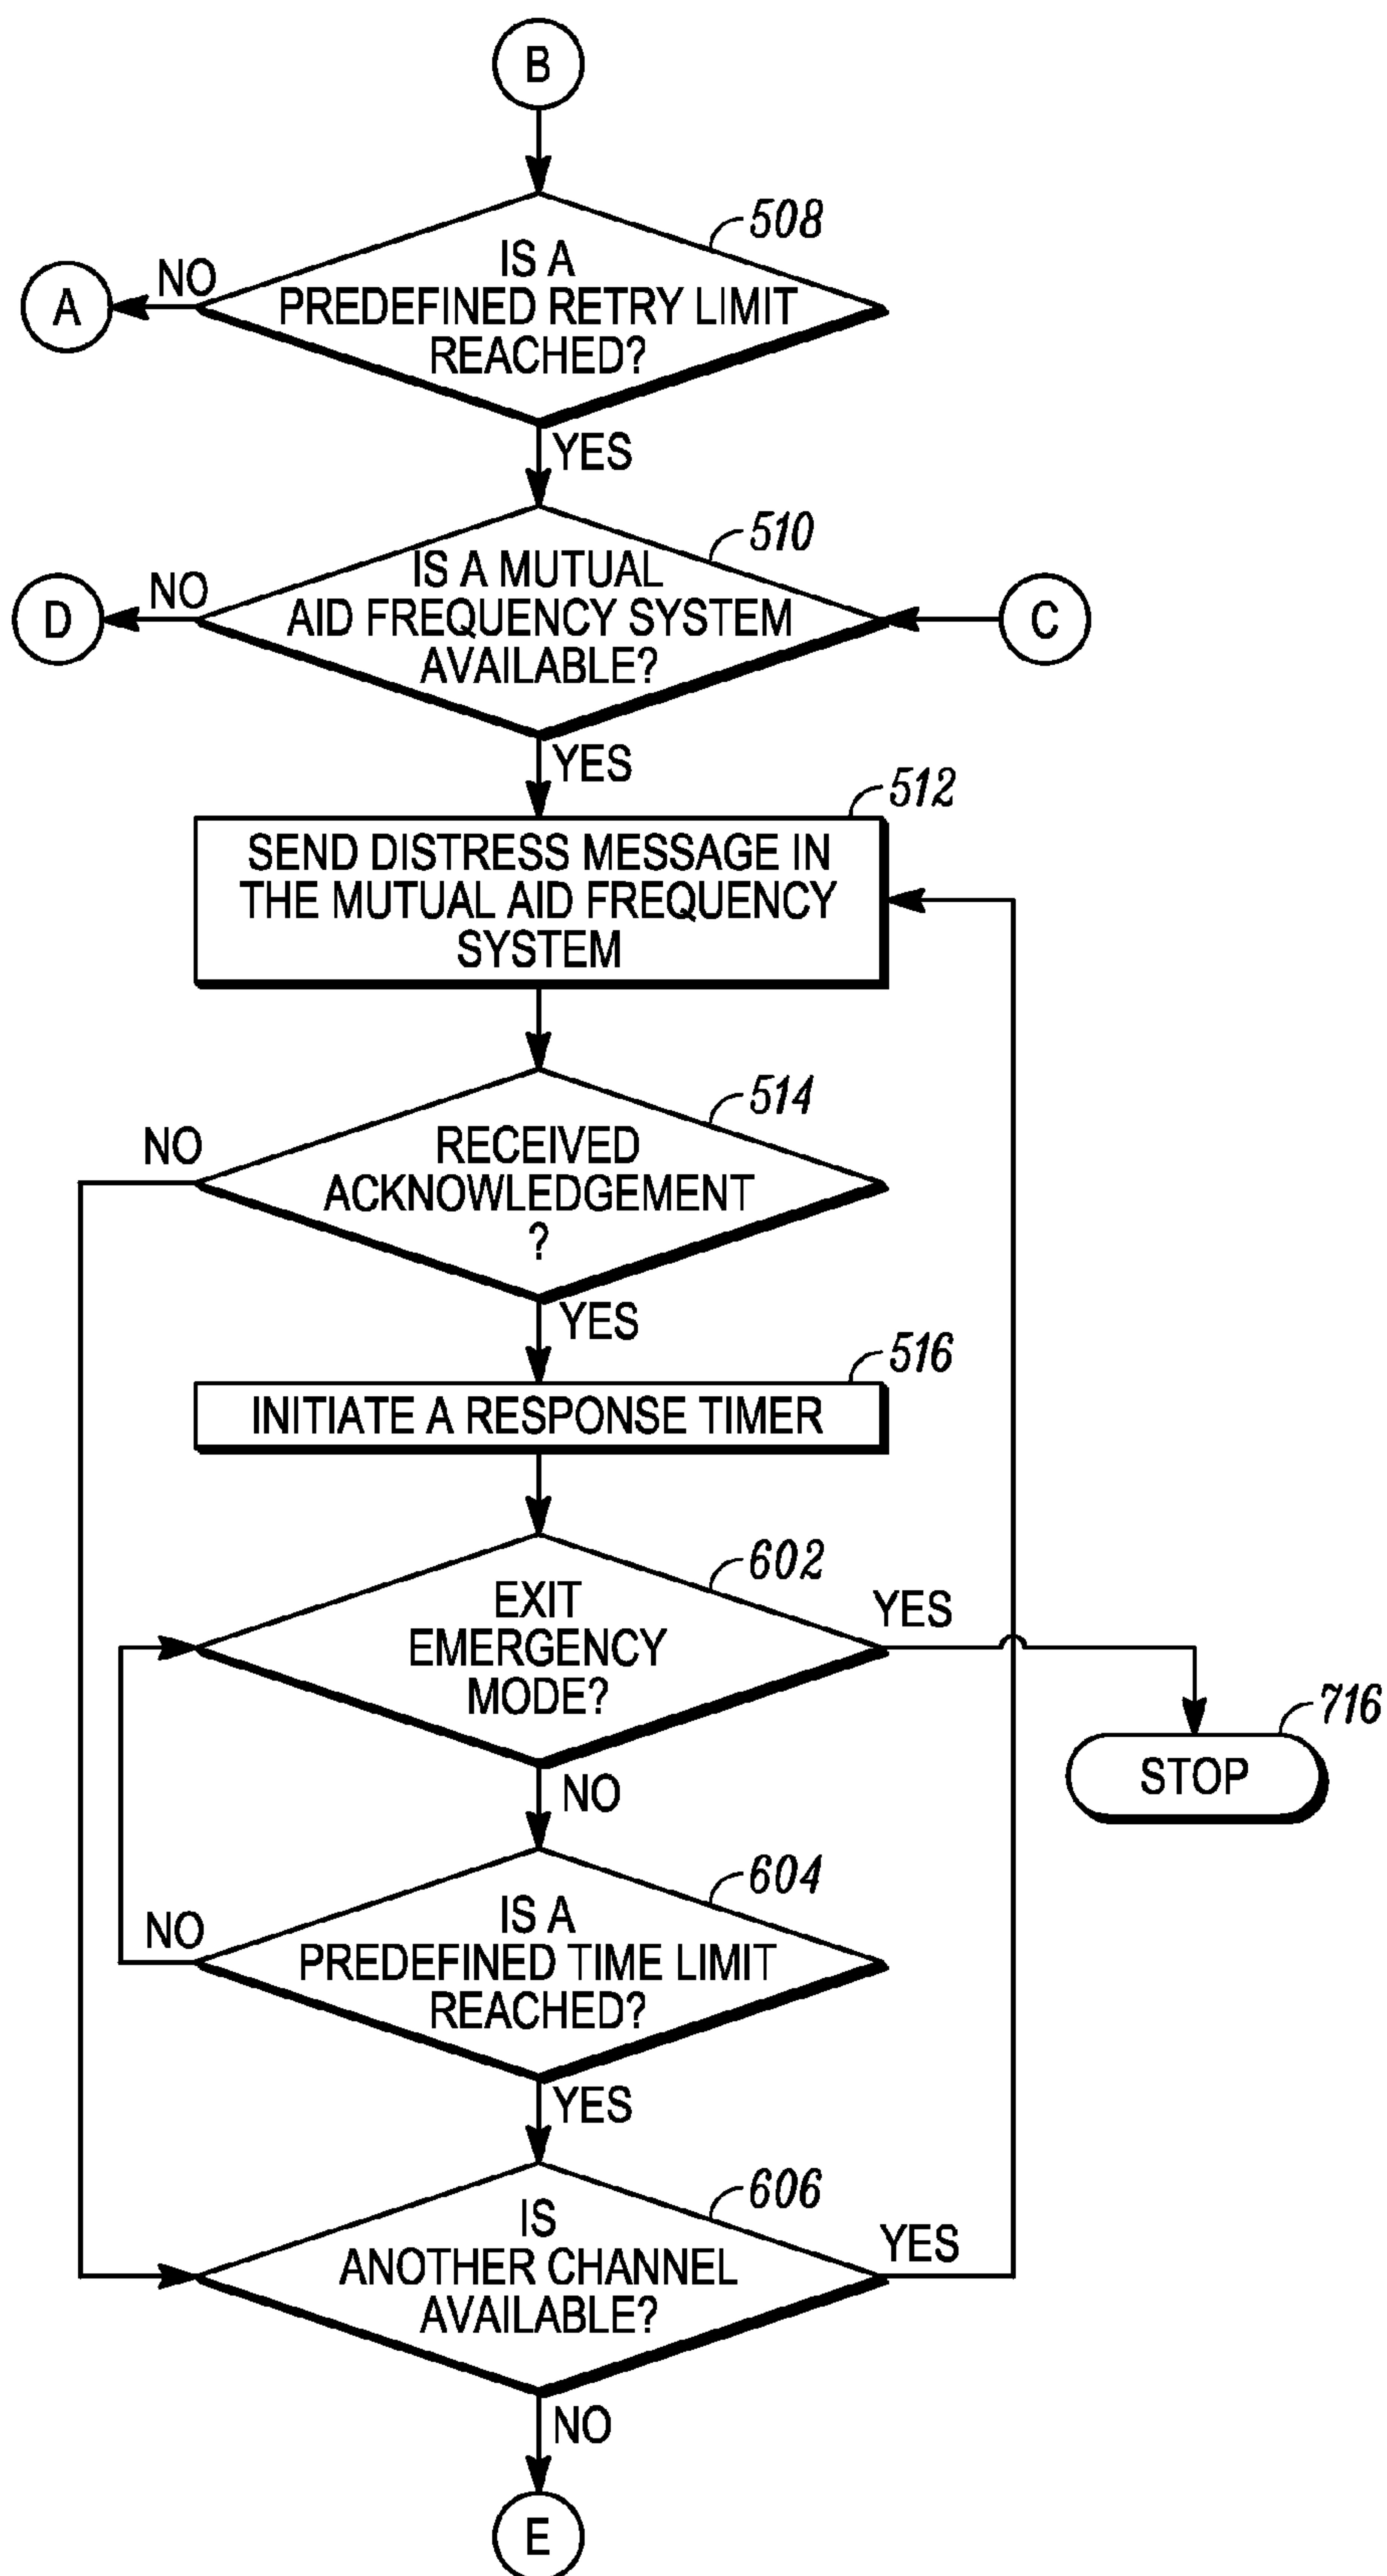 B
508
IS A
PREDEFINED RETRY LIMIT
REACHED?
NO
A
YES
510
IS A MUTUAL
AID FREQUENCY SYSTEM
AVAILABLE?
NO
D
C
YES
512
SEND DISTRESS MESSAGE IN
THE MUTUAL AID FREQUENCY
SYSTEM
514
NO
RECEIVED
ACKNOWLEDGEMENT
?
YES
516
INITIATE A RESPONSE TIMER
602
EXIT
EMERGENCY
MODE?
YES
716
STOP
NO
604
NO
IS A
PREDEFINED TIME LIMIT
REACHED?
YES
606
IS
ANOTHER CHANNEL
AVAILABLE?
YES
NO
E